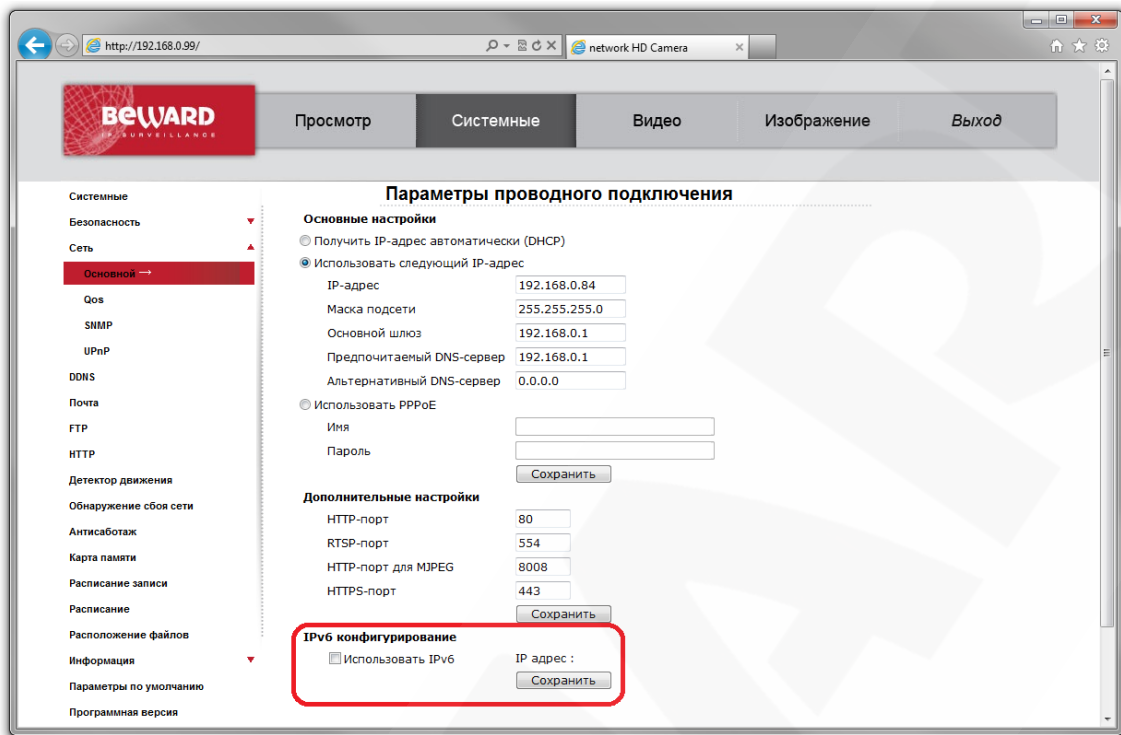 http://192.168.0.99/
network HD Camera
BEWARD
IP SURVEILLANCE
Просмотр
Системные
Видео
Изображение
Выход
Системные
Безопасность
Сеть
Основной →
Qos
SNMP
UPnP
DDNS
Почта
FTP
HTTP
Детектор движения
Обнаружение сбоя сети
Антисаботаж
Карта памяти
Расписание записи
Расписание
Расположение файлов
Информация
Параметры по умолчанию
Программная версия
Параметры проводного подключения
Основные настройки
Получить IP-адрес автоматически (DHCP)
Использовать следующий IP-адрес
IP-адрес 192.168.0.84
Маска подсети 255.255.255.0
Основной шлюз 192.168.0.1
Предпочитаемый DNS-сервер 192.168.0.1
Альтернативный DNS-сервер 0.0.0.0
Использовать PPPoE
Имя
Пароль
Сохранить
Дополнительные настройки
HTTP-порт 80
RTSP-порт 554
HTTP-порт для MJPEG 8008
HTTPS-порт 443
Сохранить
IPv6 конфигурирование
Использовать IPv6 IP адрес :
Сохранить